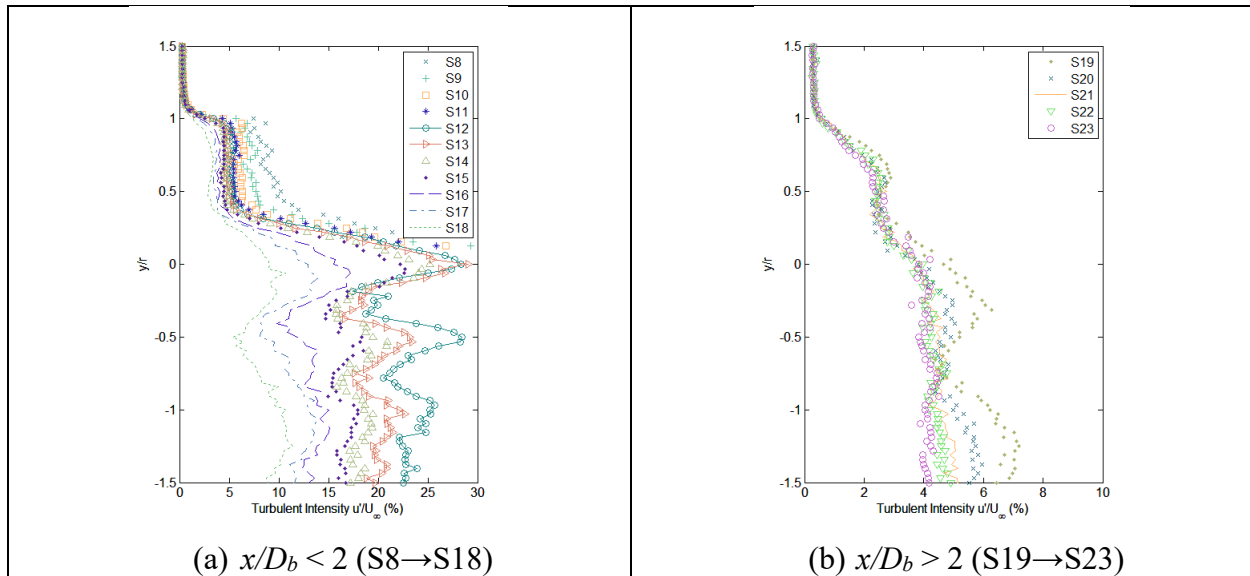 1.5
1
0.5
0
-0.5
-1
-1.5
y/r
0
5
10
15
20
25
30
Turbulent Intensity u'/U∞ (%)
S8
S9
S10
S11
S12
S13
S14
S15
S16
S17
S18
(a) x/D_b < 2 (S8→S18)
1.5
1
0.5
0
-0.5
-1
-1.5
y/r
0
2
4
6
8
10
Turbulent Intensity u'/U∞ (%)
S19
S20
S21
S22
S23
(b) x/D_b > 2 (S19→S23)